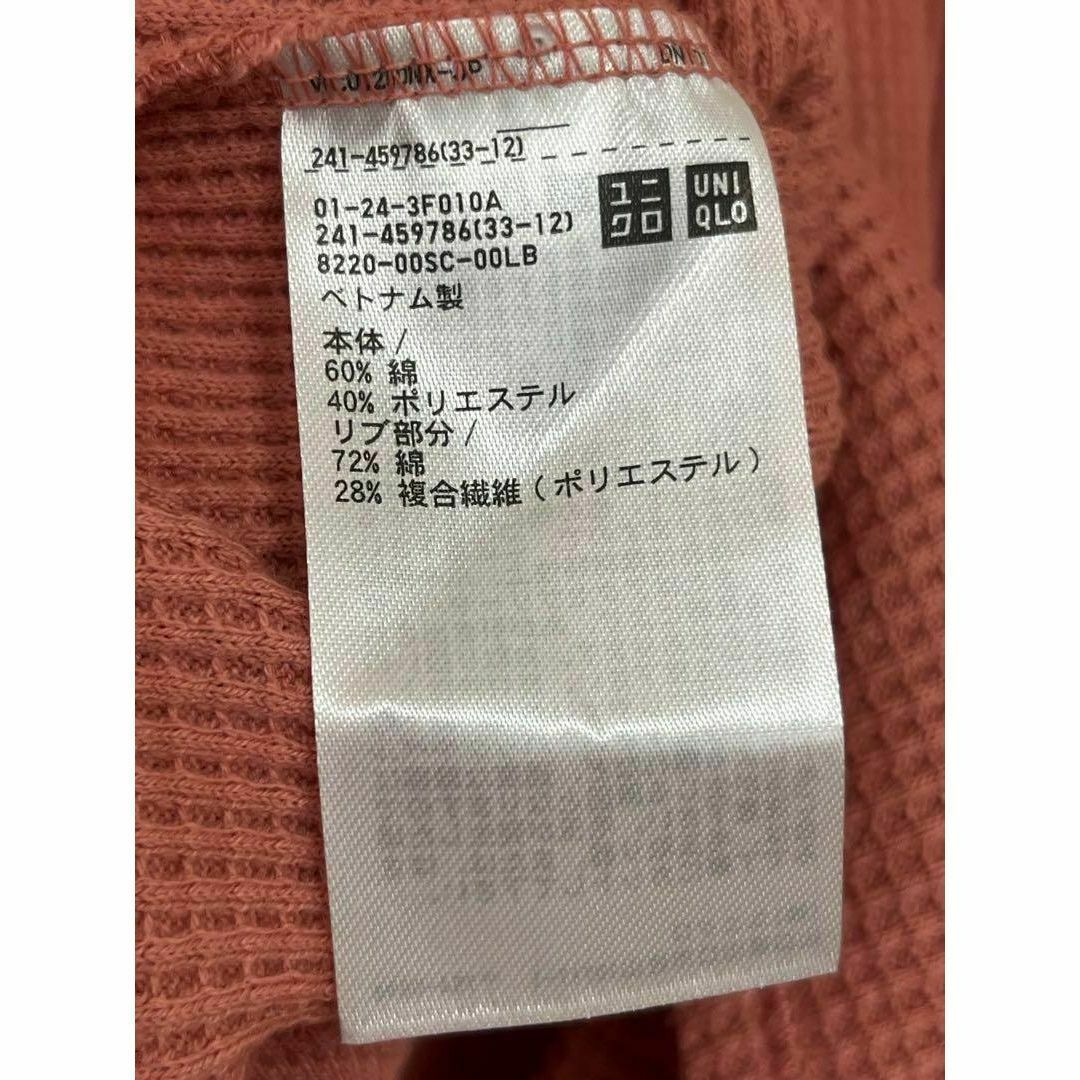 241-459786(33-12)
01-24-3F010A
241-459786(33-12)
8220-00SC-00LB
ユニ
クロ
UNI
QLO
ベトナム製
本体 /
60% 綿
40% ポリエステル
リブ部分 /
72% 綿
28% 複合繊維 ( ポリエステル )